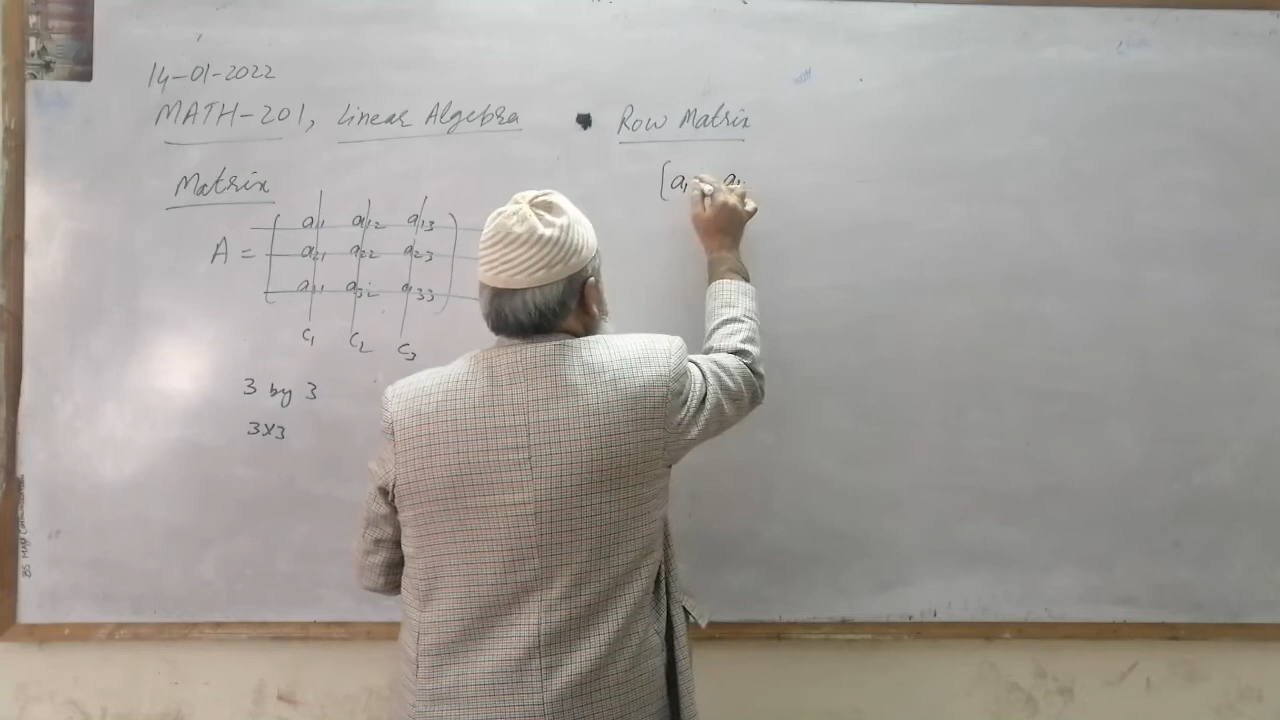 14-01-2022
MATH-201, Linear Algebra
Matrix
a11 a12 a13
A = a21 a22 a23
a31 a32 a33
C1 C2 C3
3 by 3
3x3
Row Matrix
[a1